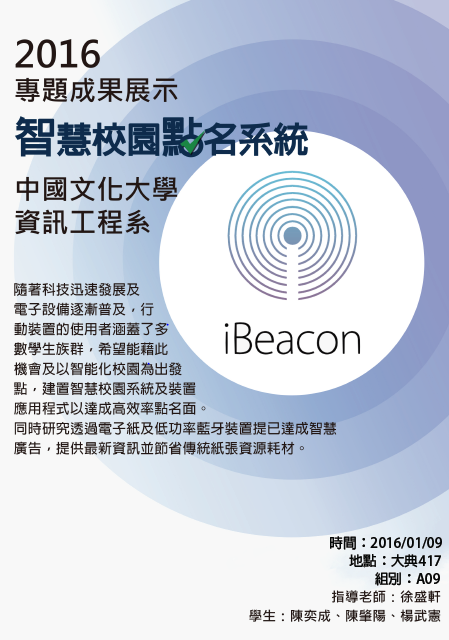 2016
專題成果展示
智慧校園點名系統
中國文化大學
資訊工程系
iBeacon
隨著科技迅速發展及
電子設備逐漸普及，行
動裝置的使用者涵蓋了多
數學生族群，希望能藉此
機會及以智能化校園為出發
點，建置智慧校園系統及裝置
應用程式以達成高效率點名面。
同時研究透過電子紙及低功率藍牙裝置提已達成智慧
廣告，提供最新資訊並節省傳統紙張資源耗材。
時間：2016/01/09
地點：大典417
組別：A09
指導老師：徐盛軒
學生：陳奕成、陳肇陽、楊武憲